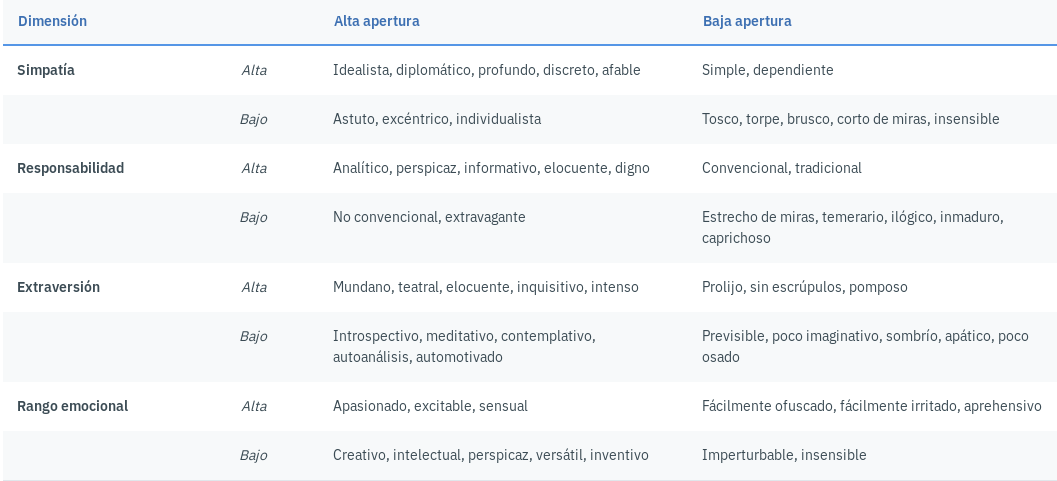 Dimensión Alta apertura Baja apertura
Simpatía Alta Idealista, diplomático, profundo, discreto, afable Simple, dependiente
Bajo Astuto, excéntrico, individualista Tosco, torpe, brusco, corto de miras, insensible
Responsabilidad Alta Analítico, perspicaz, informativo, elocuente, digno Convencional, tradicional
Bajo No convencional, extravagante Estrecho de miras, temerario, ilógico, inmaduro,
caprichoso
Extraversión Alta Mundano, teatral, elocuente, inquisitivo, intenso Prolijo, sin escrúpulos, pomposo
Bajo Introspectivo, meditativo, contemplativo, Previsible, poco imaginativo, sombrío, apático, poco
autoanálisis, automotivado osado
Rango emocional Alta Apasionado, excitable, sensual Fácilmente ofuscado, fácilmente irritado, aprehensivo
Bajo Creativo, intelectual, perspicaz, versátil, inventivo Imperturbable, insensible